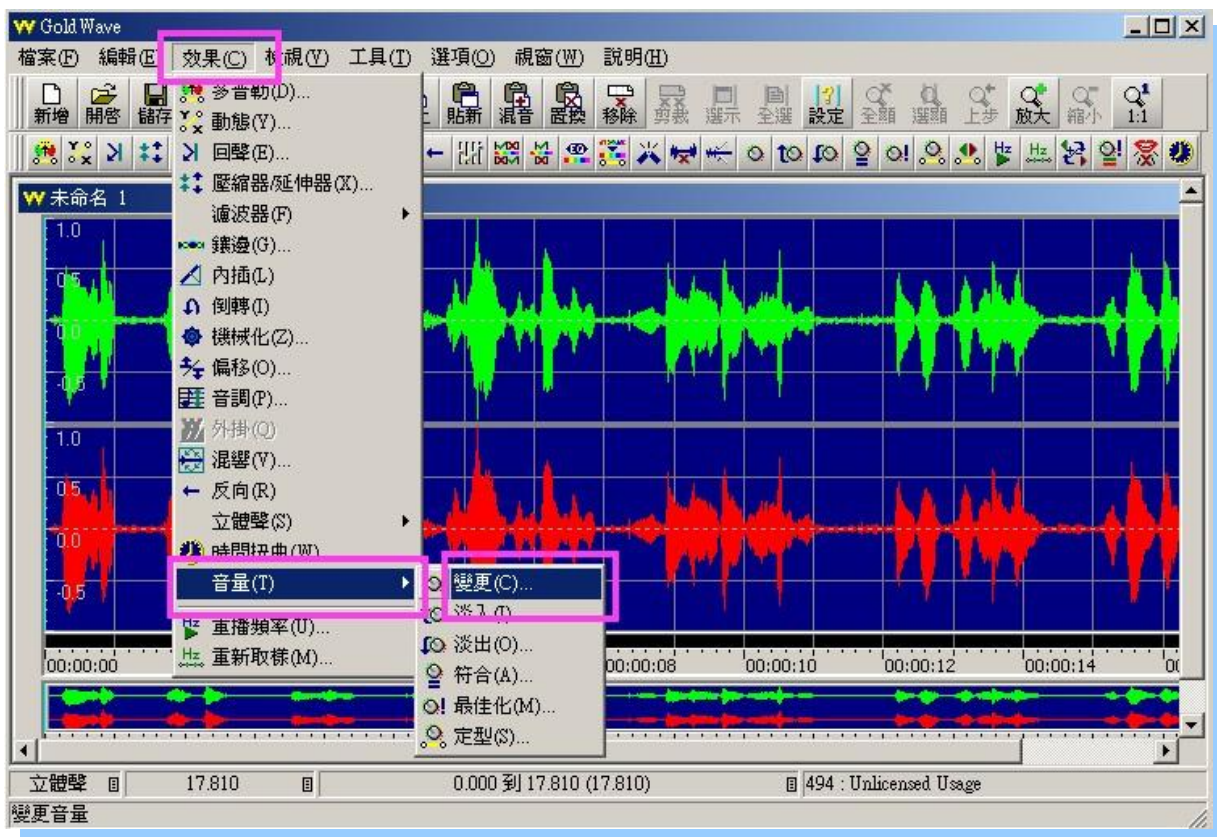 Gold Wave
檔案(F) 編輯(E) 效果(C) 檢視(V) 工具(T) 選項(O) 視窗(W) 說明(H)
新增 開啓 儲存 貼新 混音 置換 移除 剪裁 選示 全選 設定 全顯 選顯 上步 放大 縮小 1:1
多普勒(D)...
動態(Y)...
回聲(E)...
壓縮器/延伸器(X)...
濾波器(F)
鑲邊(G)...
內插(L)
倒轉(I)
機械化(Z)...
偏移(O)...
音調(P)...
外掛(Q)
混響(V)...
反向(R)
立體聲(S)
時間扭曲(W)
音量(T)
重播頻率(U)...
重新取樣(M)...
變更(C)...
淡入(I)
淡出(O)...
符合(A)...
最佳化(M)...
定型(S)...
未命名 1
1.0
0.5
0.0
-0.5
1.0
0.5
0.0
-0.5
00:00:00 00:00:08 00:00:10 00:00:12 00:00:14
立體聲 17.810 0.000 到 17.810 (17.810) 494 : Unlicensed Usage
變更音量